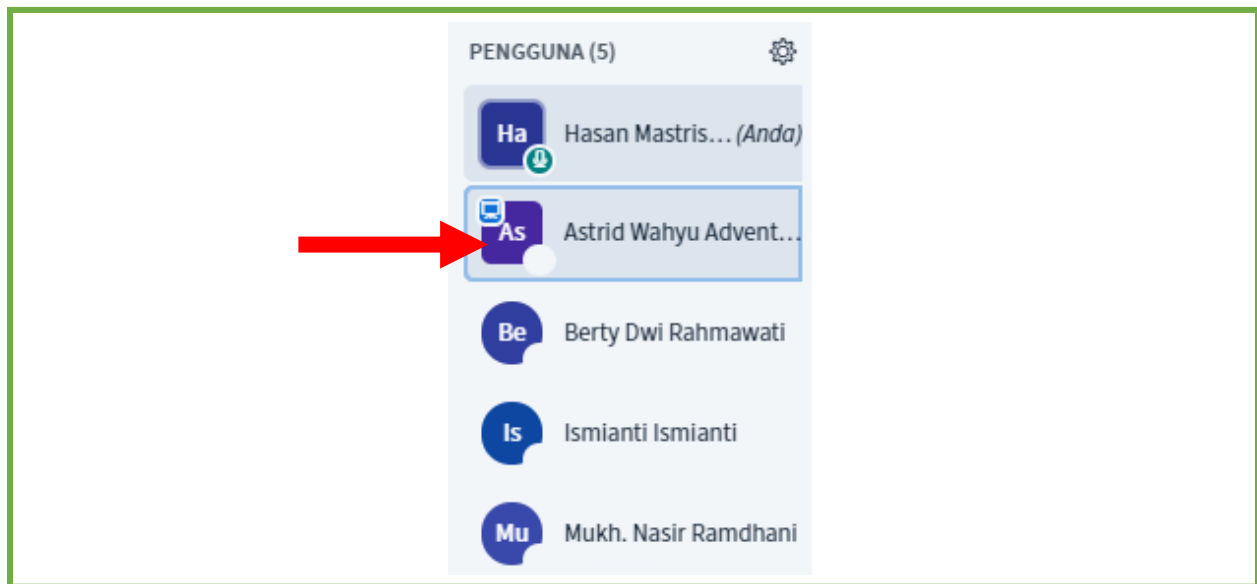 PENGGUNA (5)
Ha Hasan Mastris... (Anda)
As Astrid Wahyu Advent...
Be Berty Dwi Rahmawati
Is Ismianti Ismianti
Mu Mukh. Nasir Ramdhani